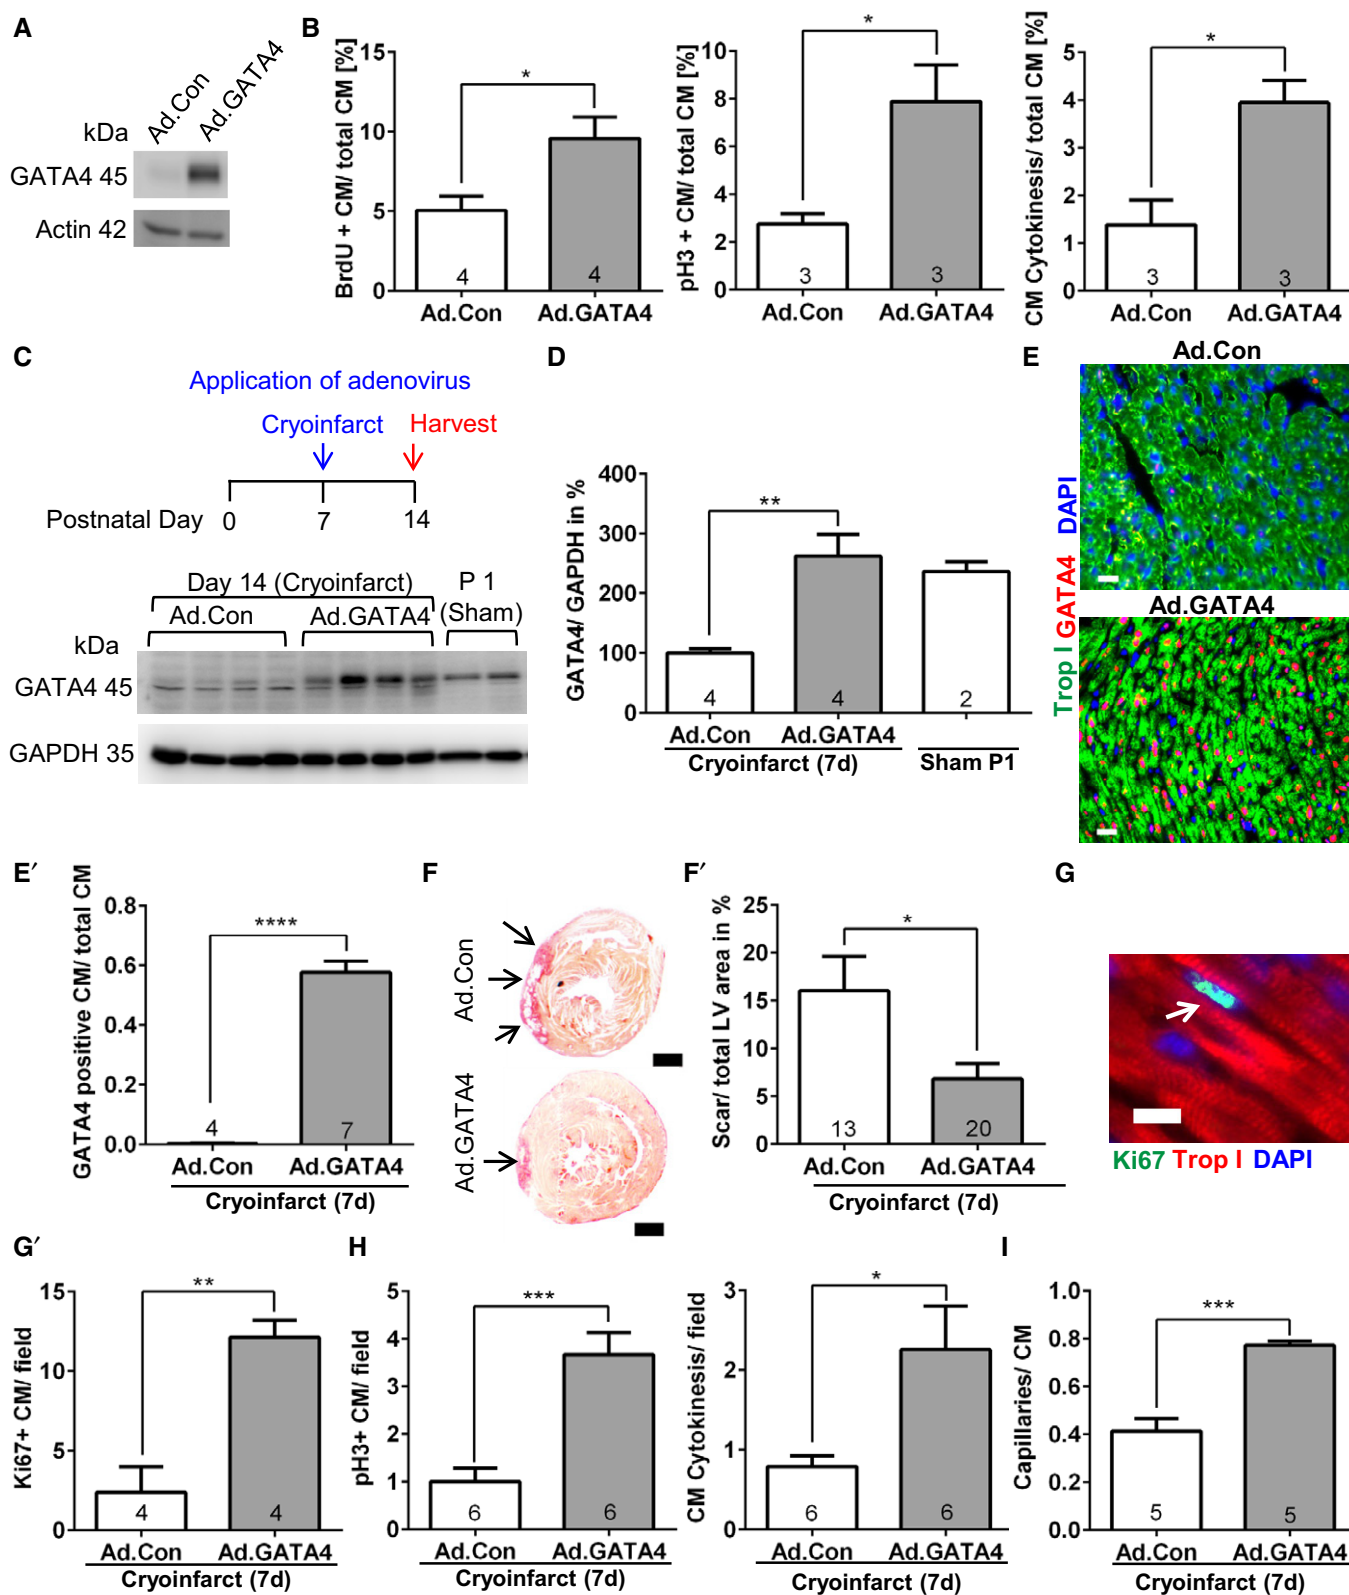 A
Ad.Con
Ad.GATA4
kDa
GATA4 45
Actin 42
B
BrdU + CM/ total CM [%]
15
10
5
0
*
4
4
Ad.Con
Ad.GATA4
pH3 + CM/ total CM [%]
10
8
6
4
2
0
*
3
3
Ad.Con
Ad.GATA4
CM Cytokinesis/ total CM [%]
5
4
3
2
1
0
*
3
3
Ad.Con
Ad.GATA4
C
Application of adenovirus
Cryoinfarct
Harvest
Postnatal Day
0
7
14
Day 14 (Cryoinfarct)
P 1
(Sham)
Ad.Con
Ad.GATA4
kDa
GATA4 45
GAPDH 35
D
GATA4/ GAPDH in %
400
300
200
100
0
**
4
4
2
Ad.Con
Ad.GATA4
Cryoinfarct (7d)
Sham P1
E
Ad.Con
Ad.GATA4
Trop I GATA4 DAPI
E′
GATA4 positive CM/ total CM
0.8
0.6
0.4
0.2
0.0
****
4
7
Ad.Con
Ad.GATA4
Cryoinfarct (7d)
F
Ad.Con
Ad.GATA4
F′
Scar/ total LV area in %
25
20
15
10
5
0
*
13
20
Ad.Con
Ad.GATA4
Cryoinfarct (7d)
G
Ki67 Trop I DAPI
G′
Ki67+ CM/ field
15
10
5
0
**
4
4
Ad.Con
Ad.GATA4
Cryoinfarct (7d)
H
pH3+ CM/ field
5
4
3
2
1
0
***
6
6
Ad.Con
Ad.GATA4
Cryoinfarct (7d)
CM Cytokinesis/ field
3
2
1
0
*
6
6
Ad.Con
Ad.GATA4
Cryoinfarct (7d)
I
Capillaries/ CM
1.0
0.8
0.6
0.4
0.2
0.0
***
5
5
Ad.Con
Ad.GATA4
Cryoinfarct (7d)